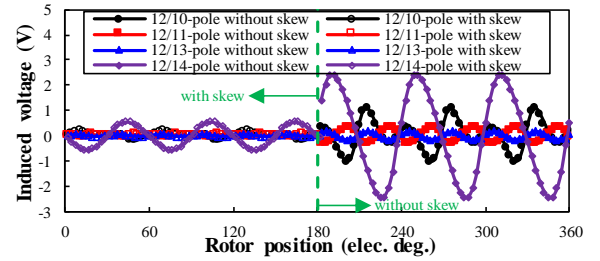 12/10-pole without skew 12/10-pole with skew
12/11-pole without skew 12/11-pole with skew
12/13-pole without skew 12/13-pole with skew
12/14-pole without skew 12/14-pole with skew
Induced voltage (V)
5
4
3
2
1
0
-1
-2
-3
with skew
without skew
0 60 120 180 240 300 360
Rotor position (elec. deg.)